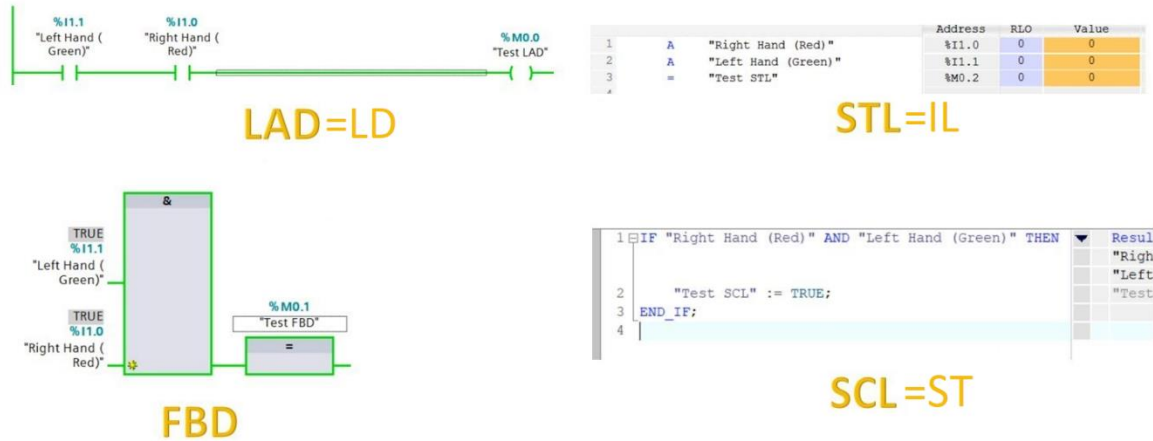 %I1.1
"Left Hand (
Green)"
%I1.0
"Right Hand (
Red)"
%M0.0
"Test LAD"
LAD=LD
Address RLO Value
1 A "Right Hand (Red)" %I1.0 0 0
2 A "Left Hand (Green)" %I1.1 0 0
3 = "Test STL" %M0.2 0 0
STL=IL
&
TRUE
%I1.1
"Left Hand (
Green)"
TRUE
%I1.0
"Right Hand (
Red)"
%M0.1
"Test FBD"
=
FBD
1 IF "Right Hand (Red)" AND "Left Hand (Green)" THEN
2 "Test SCL" := TRUE;
3 END_IF;
4
Resul
"Righ
"Left
"Test
SCL=ST